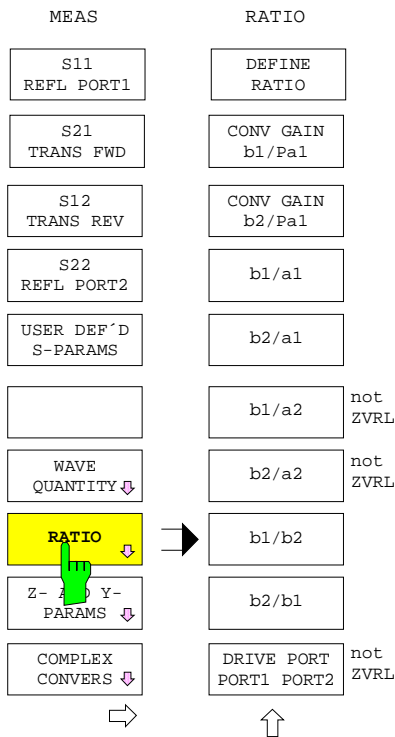 MEAS
RATIO
S11
REFL PORT1
S21
TRANS FWD
S12
TRANS REV
S22
REFL PORT2
USER DEF´D
S-PARAMS
WAVE
QUANTITY
RATIO
Z- AND Y-
PARAMS
COMPLEX
CONVERS
DEFINE
RATIO
CONV GAIN
b1/Pa1
CONV GAIN
b2/Pa1
b1/a1
b2/a1
b1/a2
not
ZVRL
b2/a2
not
ZVRL
b1/b2
b2/b1
DRIVE PORT
PORT1 PORT2
not
ZVRL